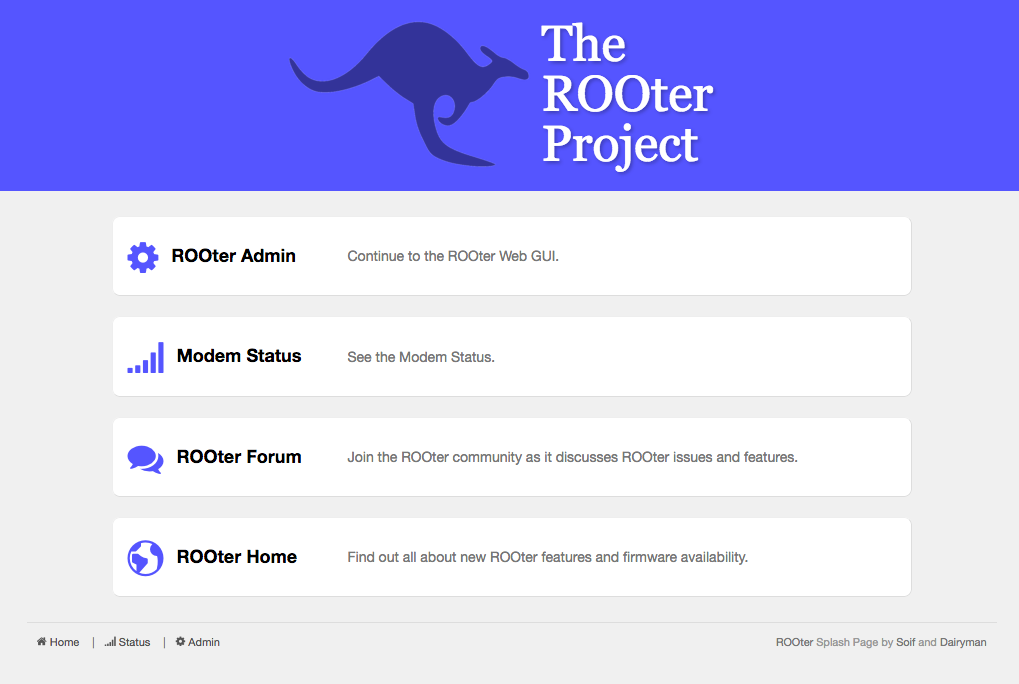 The
ROOter
Project
ROOter Admin Continue to the ROOter Web GUI.
Modem Status See the Modem Status.
ROOter Forum Join the ROOter community as it discusses ROOter issues and features.
ROOter Home Find out all about new ROOter features and firmware availability.
Home | Status | Admin ROOter Splash Page by Soif and Dairyman